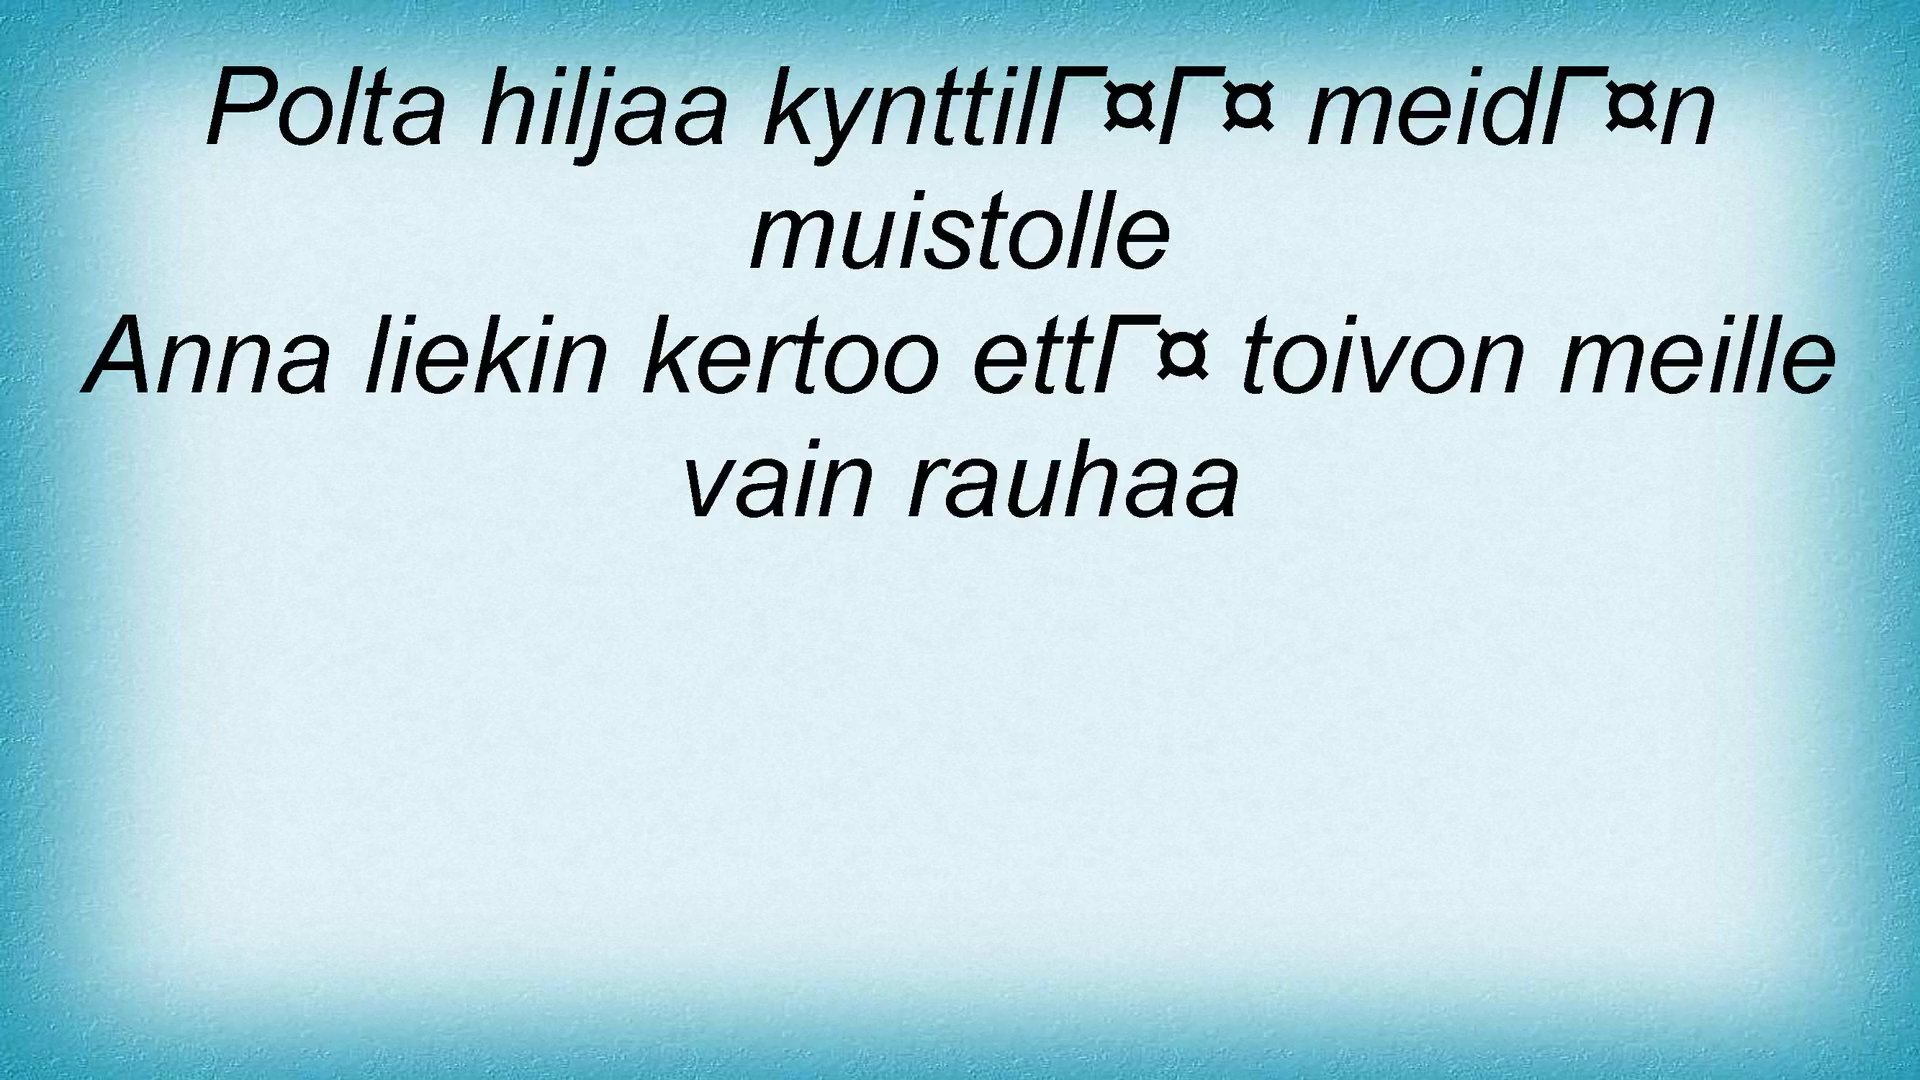 Polta hiljaa kynttilΓ¤Γ¤ meidΓ¤n
muistolle
Anna liekin kertoo ettΓ¤ toivon meille
vain rauhaa